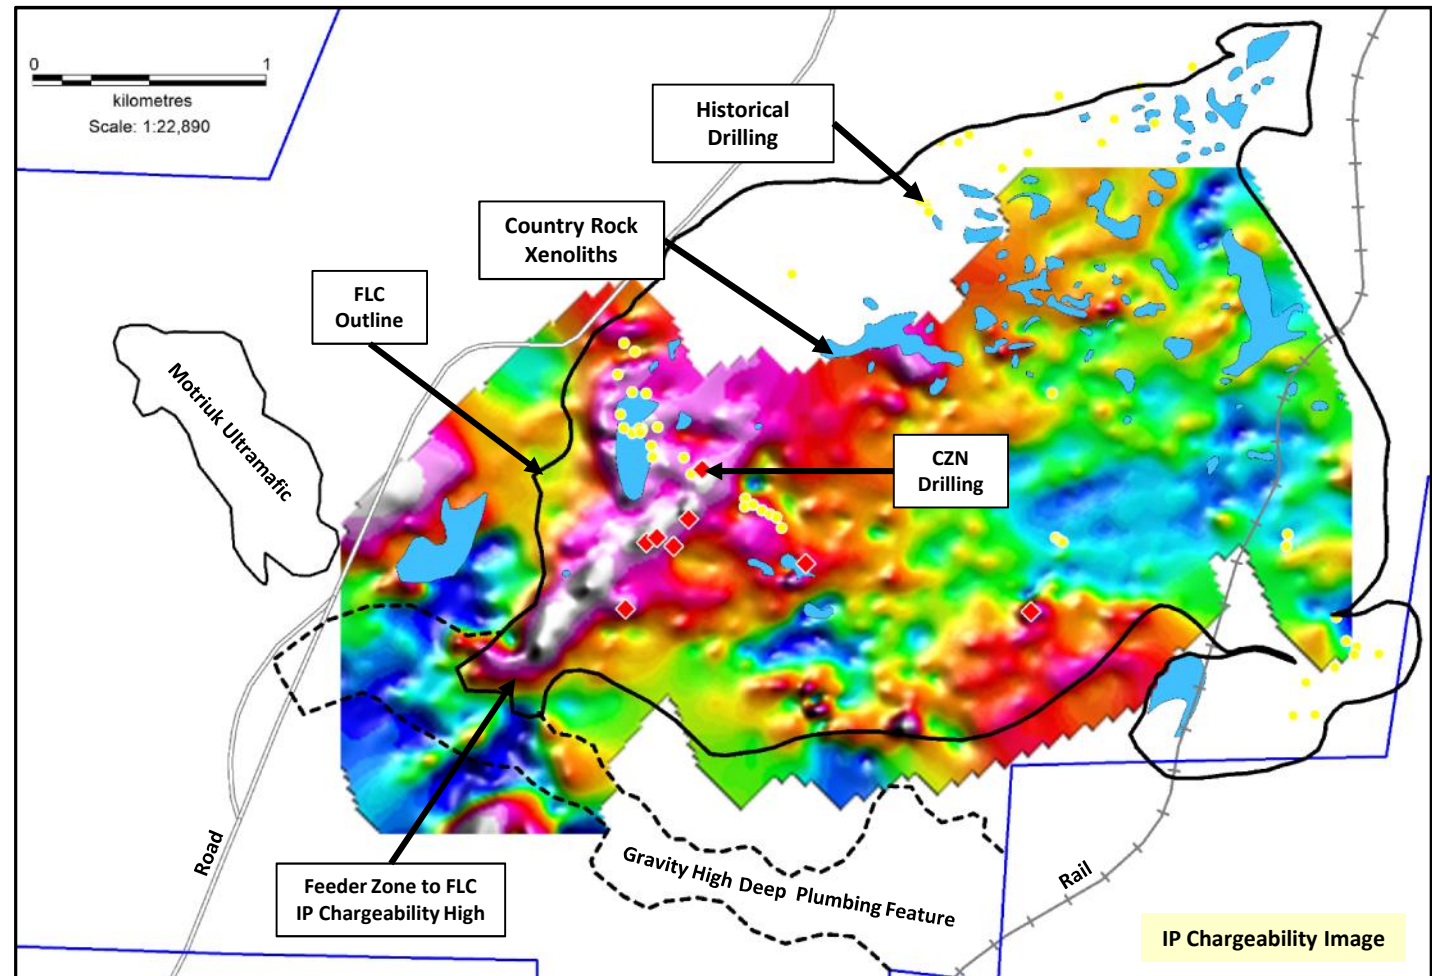 0 1
kilometres
Scale: 1:22,890
Historical
Drilling
Country Rock
Xenoliths
FLC
Outline
Motriuk Ultramafic
CZN
Drilling
Road
Feeder Zone to FLC
IP Chargeability High
Gravity High Deep Plumbing Feature
Rail
IP Chargeability Image